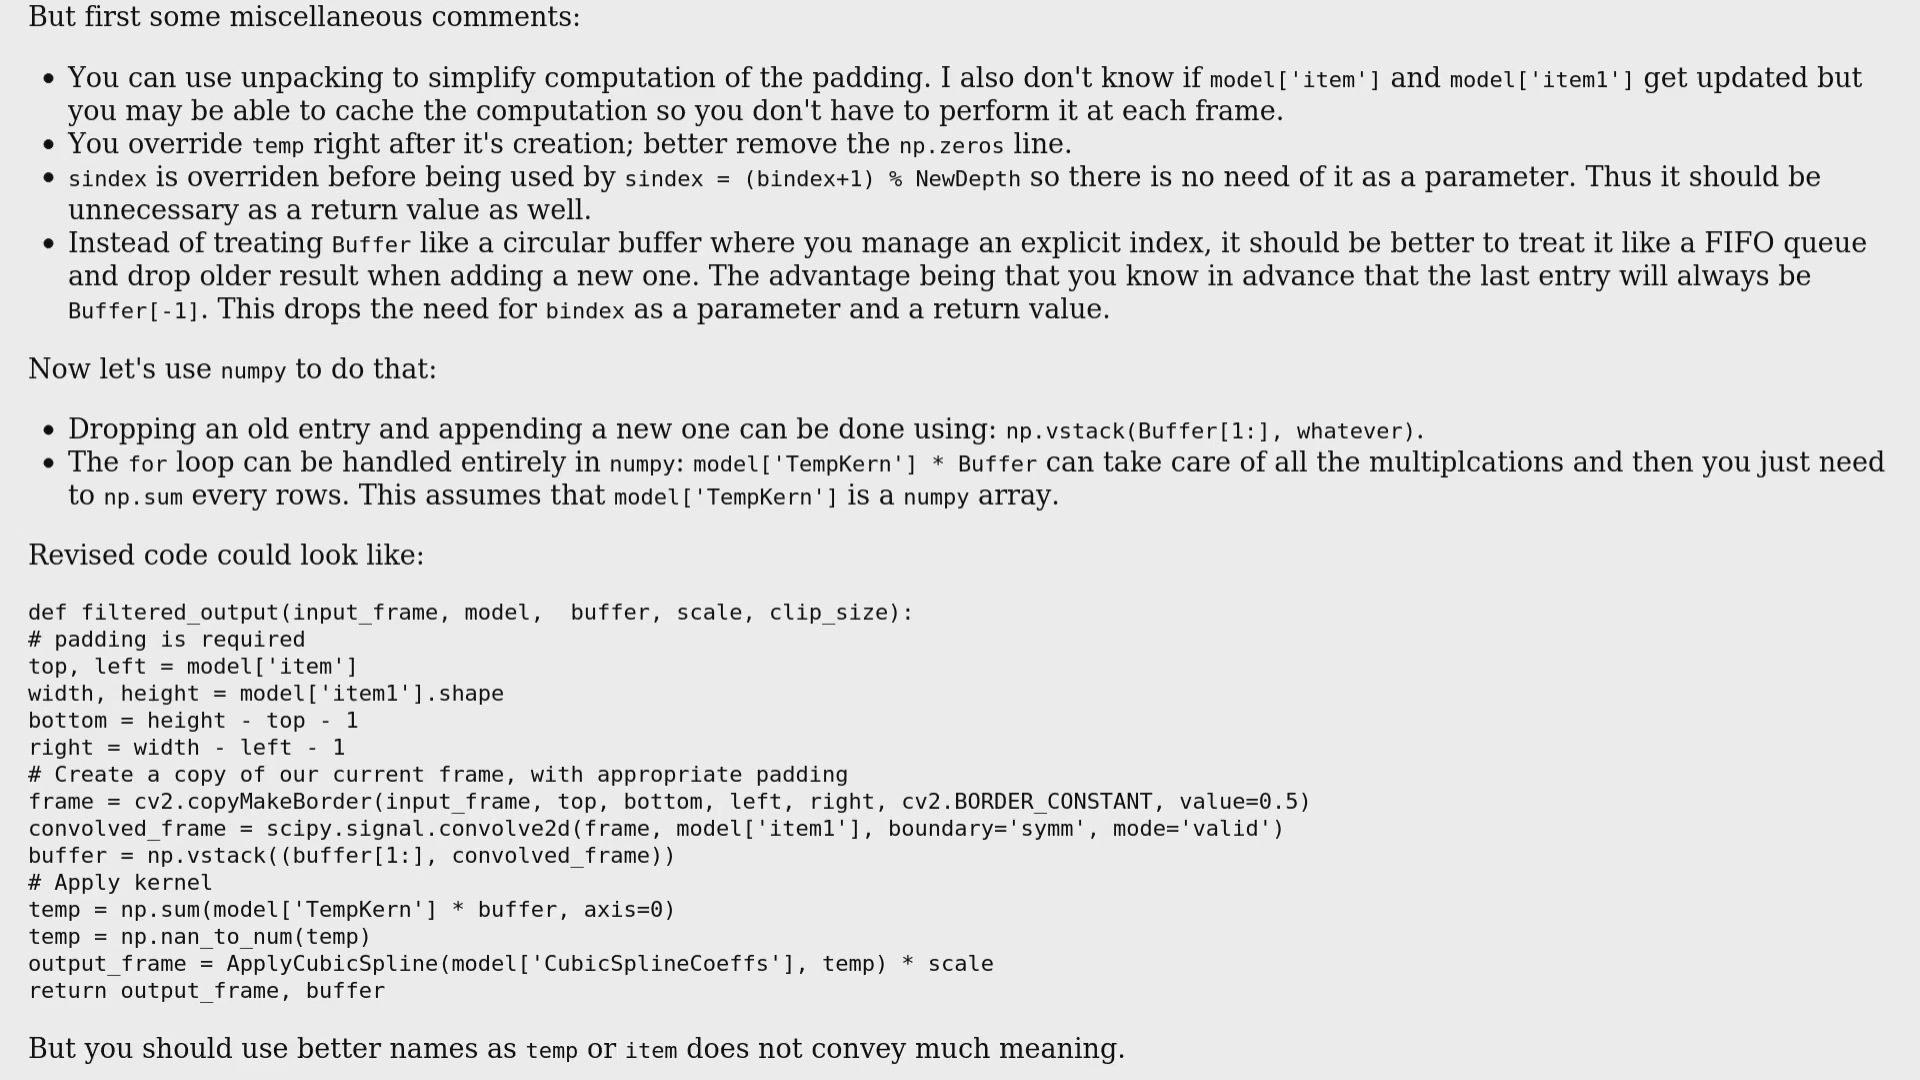 But first some miscellaneous comments:
• You can use unpacking to simplify computation of the padding. I also don't know if model['item'] and model['item1'] get updated but
you may be able to cache the computation so you don't have to perform it at each frame.
• You override temp right after it's creation; better remove the np.zeros line.
• sindex is overriden before being used by sindex = (bindex+1) % NewDepth so there is no need of it as a parameter. Thus it should be
unnecessary as a return value as well.
• Instead of treating Buffer like a circular buffer where you manage an explicit index, it should be better to treat it like a FIFO queue
and drop older result when adding a new one. The advantage being that you know in advance that the last entry will always be
Buffer[-1]. This drops the need for bindex as a parameter and a return value.
Now let's use numpy to do that:
• Dropping an old entry and appending a new one can be done using: np.vstack(Buffer[1:], whatever).
• The for loop can be handled entirely in numpy: model['TempKern'] * Buffer can take care of all the multiplcations and then you just need
to np.sum every rows. This assumes that model['TempKern'] is a numpy array.
Revised code could look like:
def filtered_output(input_frame, model,  buffer, scale, clip_size):
# padding is required
top, left = model['item']
width, height = model['item1'].shape
bottom = height - top - 1
right = width - left - 1
# Create a copy of our current frame, with appropriate padding
frame = cv2.copyMakeBorder(input_frame, top, bottom, left, right, cv2.BORDER_CONSTANT, value=0.5)
convolved_frame = scipy.signal.convolve2d(frame, model['item1'], boundary='symm', mode='valid')
buffer = np.vstack((buffer[1:], convolved_frame))
# Apply kernel
temp = np.sum(model['TempKern'] * buffer, axis=0)
temp = np.nan_to_num(temp)
output_frame = ApplyCubicSpline(model['CubicSplineCoeffs'], temp) * scale
return output_frame, buffer
But you should use better names as temp or item does not convey much meaning.